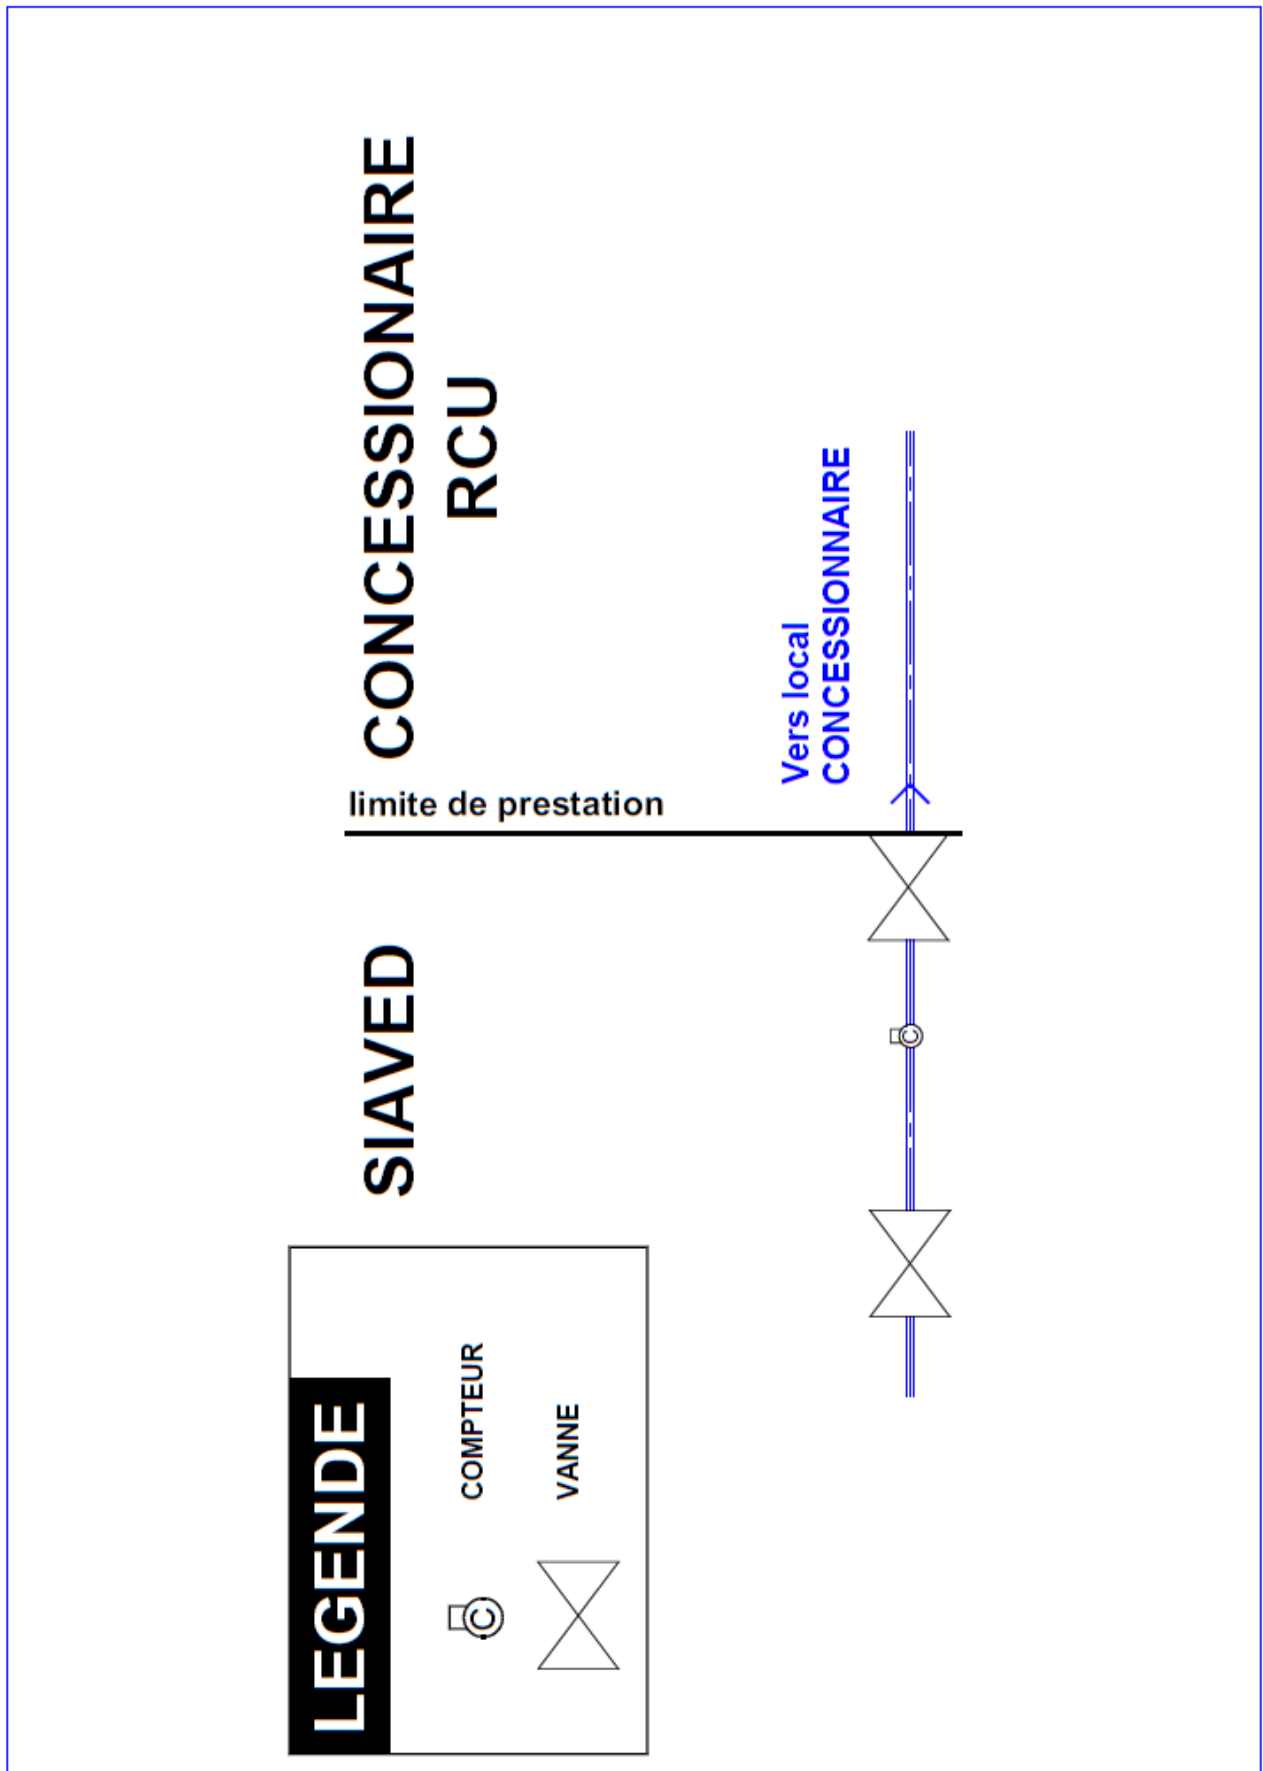 SIAVED
CONCESSIONAIRE
RCU
limite de prestation
Vers local
CONCESSIONNAIRE
C
LEGENDE
C
COMPTEUR
VANNE